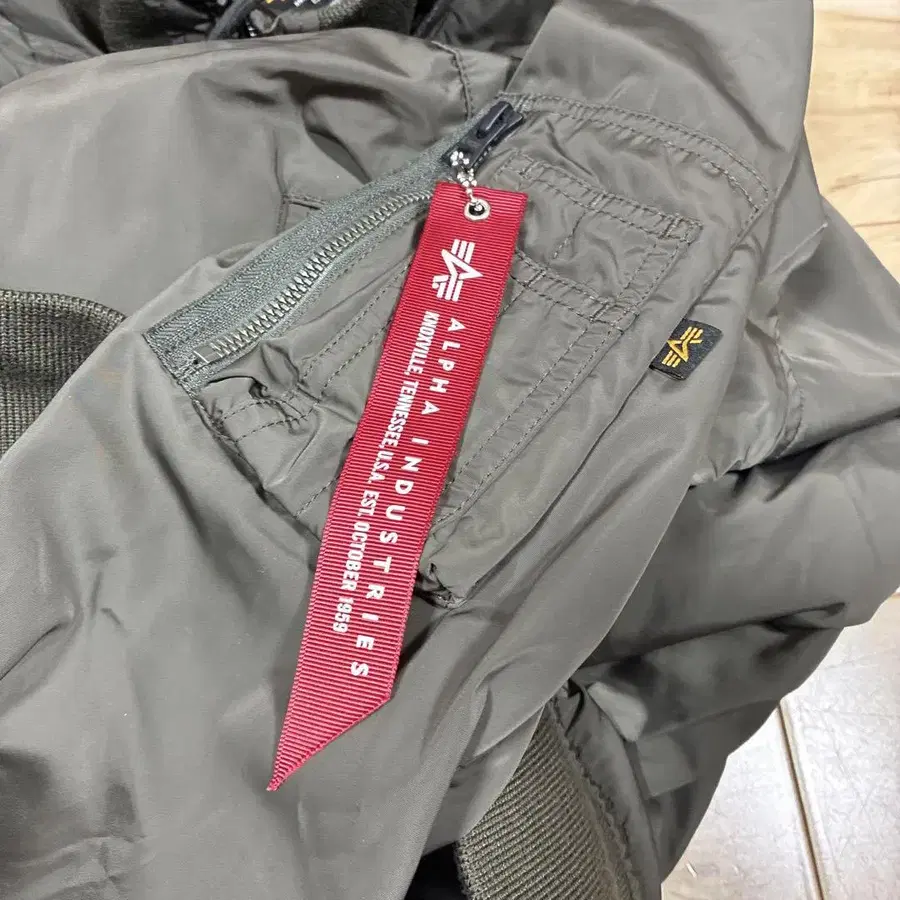 ALPHA INDUSTRIES
KNOXVILLE, TENNESSEE, U.S.A. EST. OCTOBER 1959